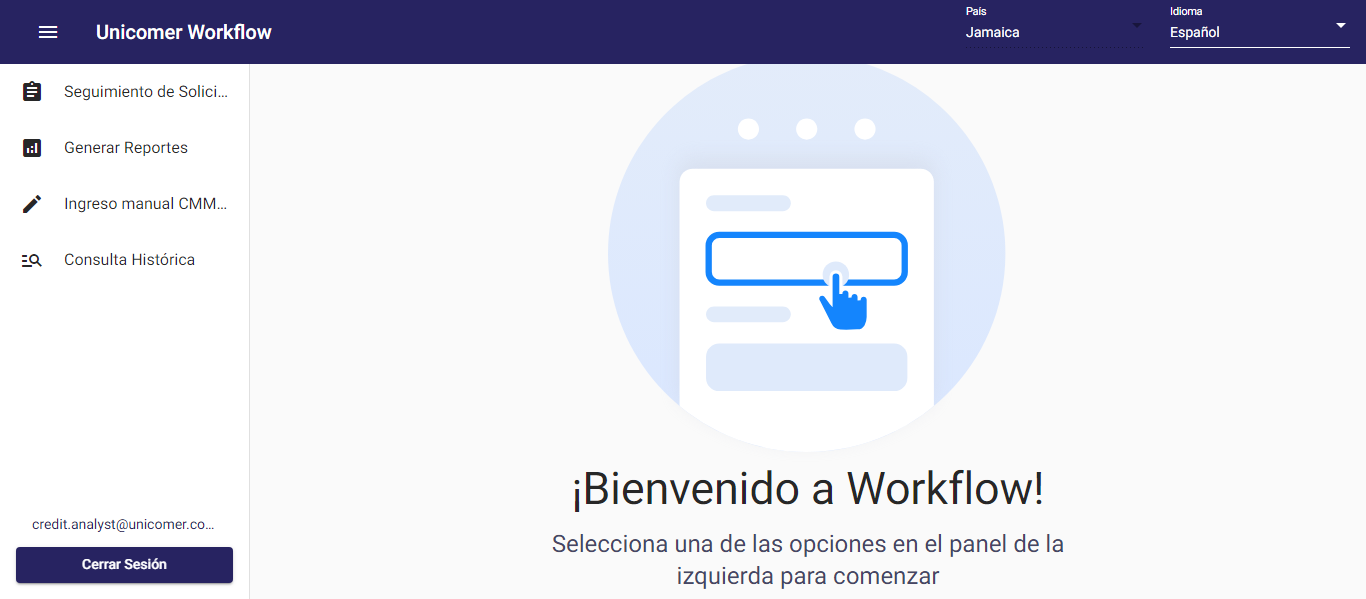 Unicomer Workflow
País
Jamaica
Idioma
Español
Seguimiento de Solici...
Generar Reportes
Ingreso manual CMM...
Consulta Histórica
¡Bienvenido a Workflow!
Selecciona una de las opciones en el panel de la
izquierda para comenzar
credit.analyst@unicomer.co...
Cerrar Sesión